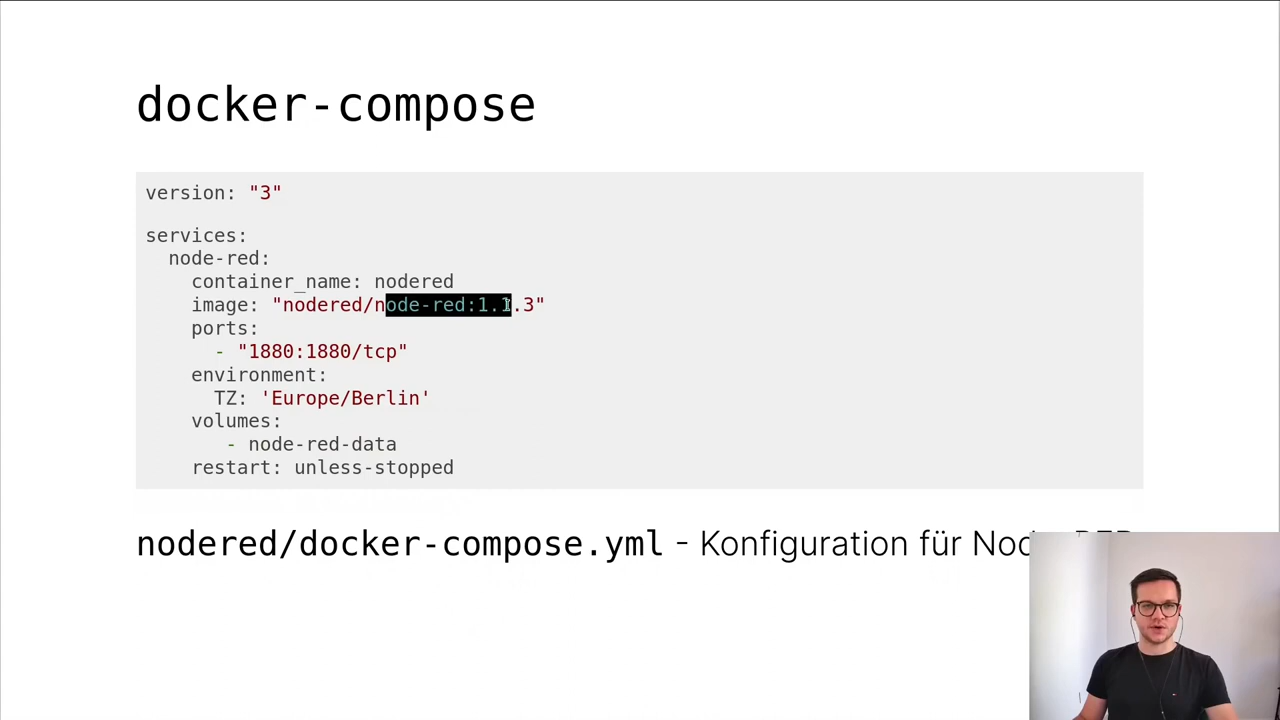 docker-compose
version: "3"
services:
node-red:
container_name: nodered
image: "nodered/node-red:1.1.3"
ports:
- "1880:1880/tcp"
environment:
TZ: 'Europe/Berlin'
volumes:
- node-red-data
restart: unless-stopped
nodered/docker-compose.yml - Konfiguration für